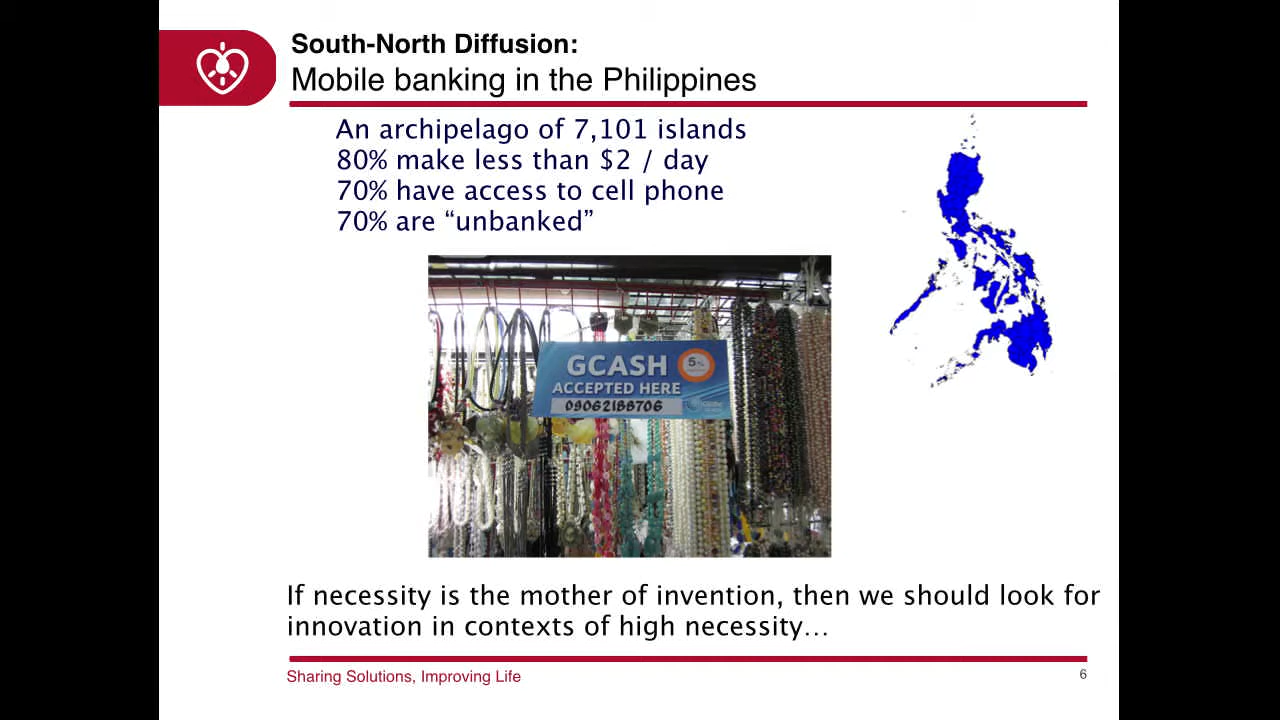 South-North Diffusion:
Mobile banking in the Philippines
An archipelago of 7,101 islands
80% make less than $2 / day
70% have access to cell phone
70% are “unbanked”
GCASH
5%
ACCEPTED HERE
09062188706
If necessity is the mother of invention, then we should look for
innovation in contexts of high necessity…
Sharing Solutions, Improving Life
6